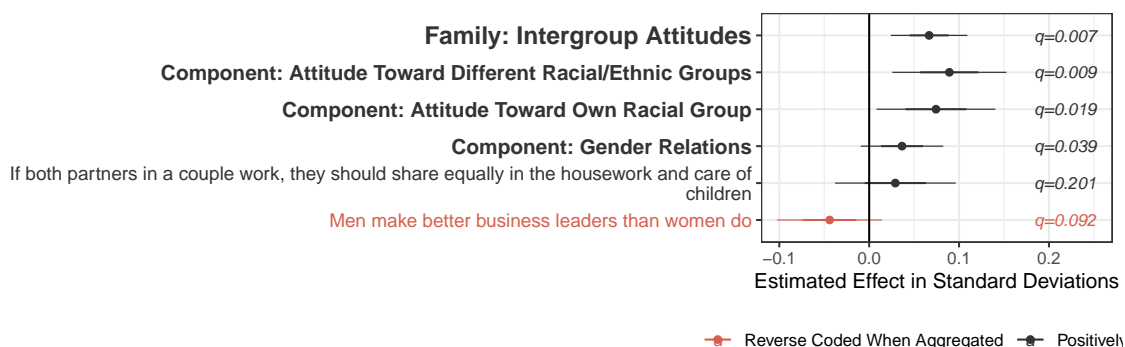 Family: Intergroup Attitudes
q=0.007
Component: Attitude Toward Different Racial/Ethnic Groups
q=0.009
Component: Attitude Toward Own Racial Group
q=0.019
Component: Gender Relations
q=0.039
If both partners in a couple work, they should share equally in the housework and care of
children
q=0.201
Men make better business leaders than women do
q=0.092
−0.1 0.0 0.1 0.2
Estimated Effect in Standard Deviations
Reverse Coded When Aggregated Positively